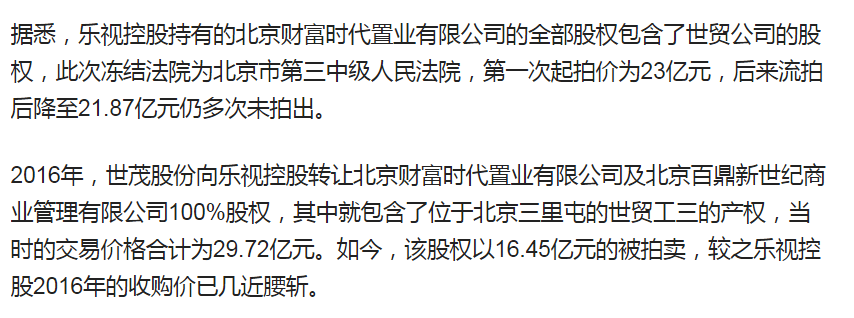 据悉，乐视控股持有的北京财富时代置业有限公司的全部股权包含了世贸公司的股
权，此次冻结法院为北京市第三中级人民法院，第一次起拍价为23亿元，后来流拍
后降至21.87亿元仍多次未拍出。
2016年，世茂股份向乐视控股转让北京财富时代置业有限公司及北京百鼎新世纪商
业管理有限公司100%股权，其中就包含了位于北京三里屯的世贸工三的产权，当
时的交易价格合计为29.72亿元。如今，该股权以16.45亿元的被拍卖，较之乐视控
股2016年的收购价已几近腰斩。